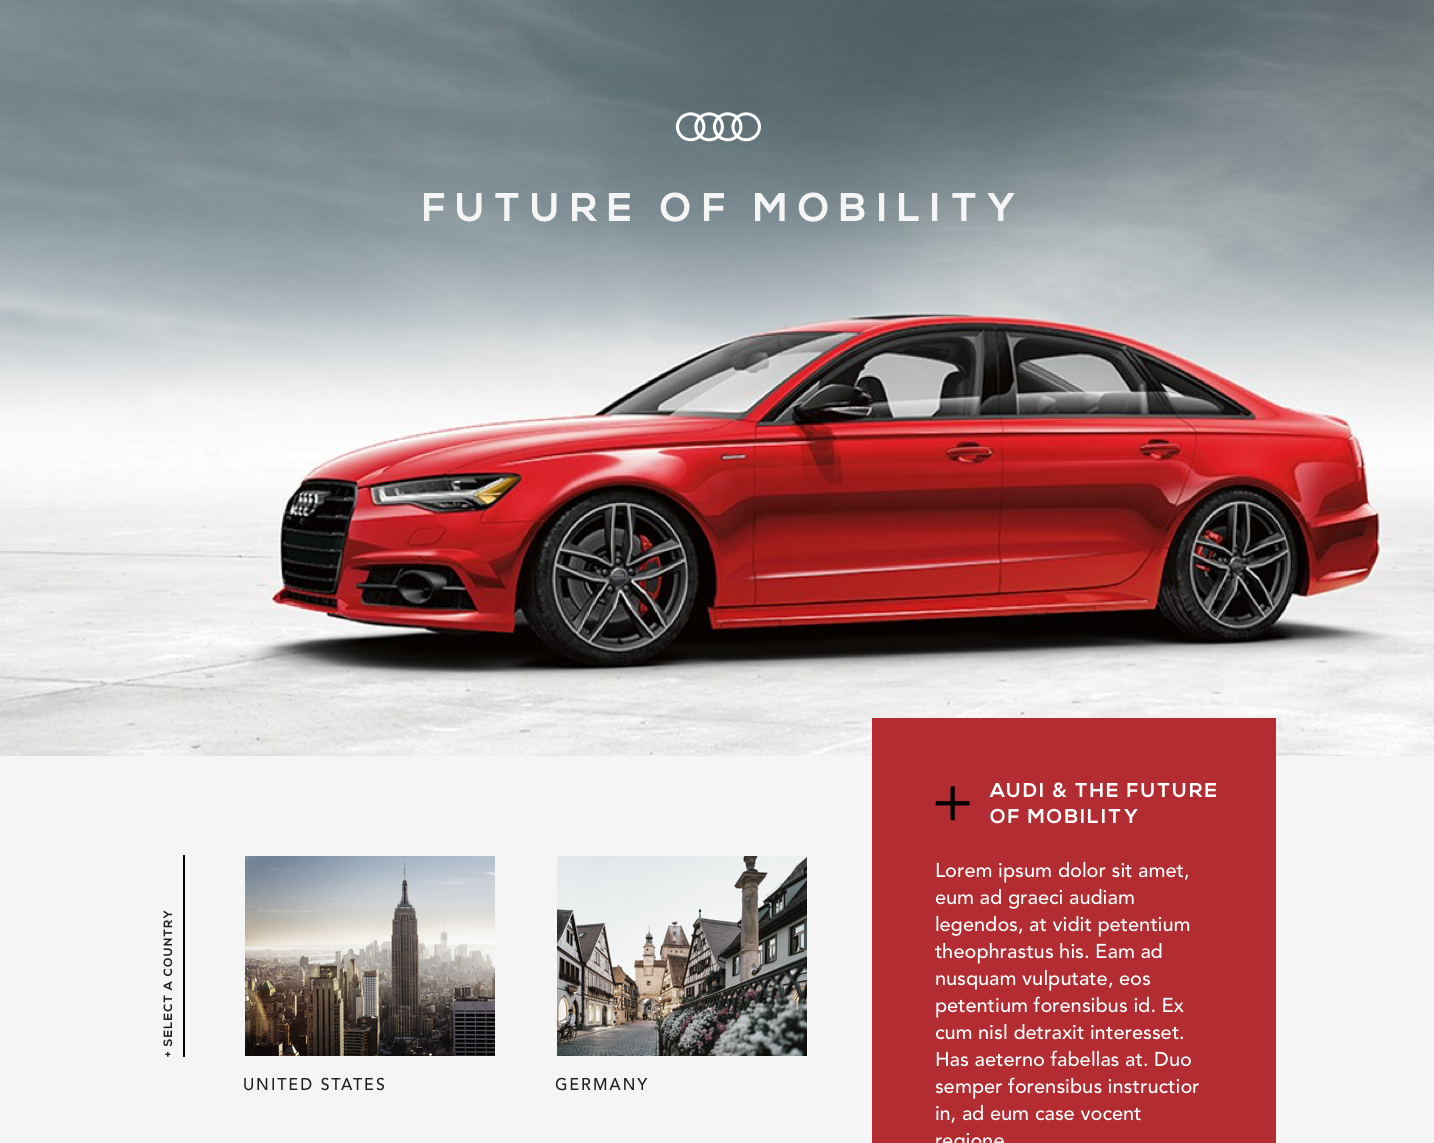 FUTURE OF MOBILITY
+ SELECT A COUNTRY
UNITED STATES
GERMANY
+ AUDI & THE FUTURE
OF MOBILITY
Lorem ipsum dolor sit amet,
eum ad graeci audiam
legendos, at vidit petentium
theophrastus his. Eam ad
nusquam vulputate, eos
petentium forensibus id. Ex
cum nisl detraxit interesset.
Has aeterno fabellas at. Duo
semper forensibus instructior
in, ad eum case vocent
regione